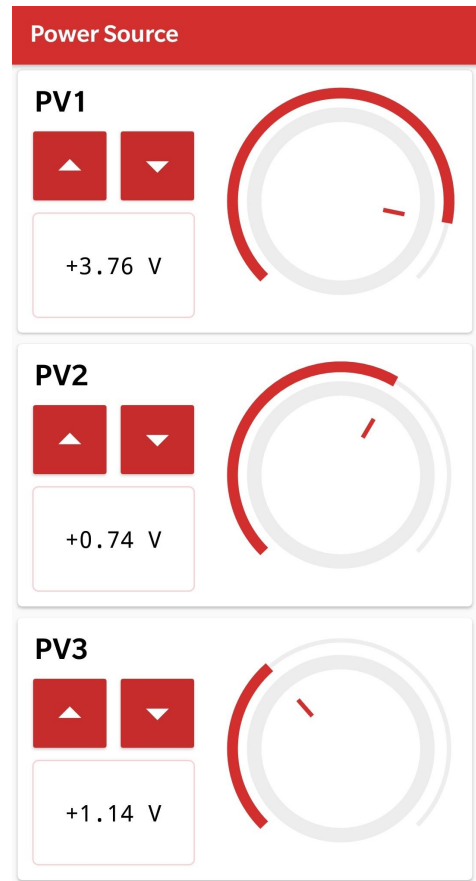 Power Source
PV1
+3.76 V
PV2
+0.74 V
PV3
+1.14 V